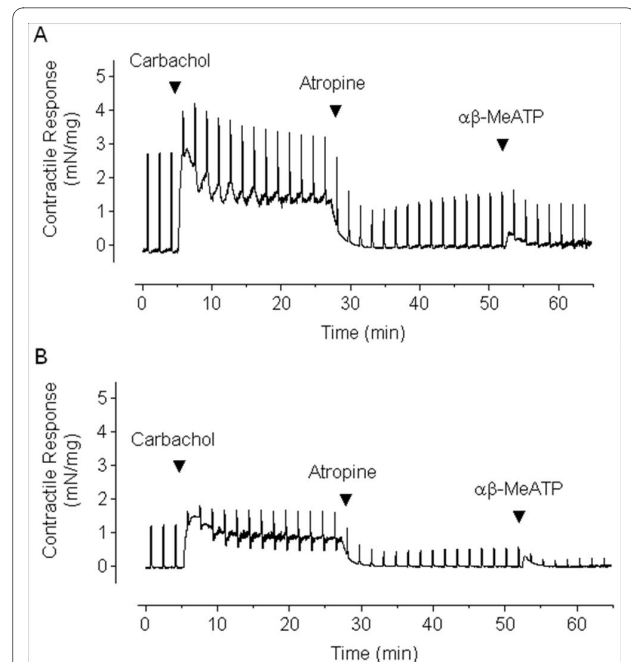 A
Carbachol
Atropine
αβ-MeATP
Contractile Response
(mN/mg)
5
4
3
2
1
0
0 10 20 30 40 50 60
Time (min)
B
Carbachol
Atropine
αβ-MeATP
Contractile Response
(mN/mg)
5
4
3
2
1
0
0 10 20 30 40 50 60
Time (min)